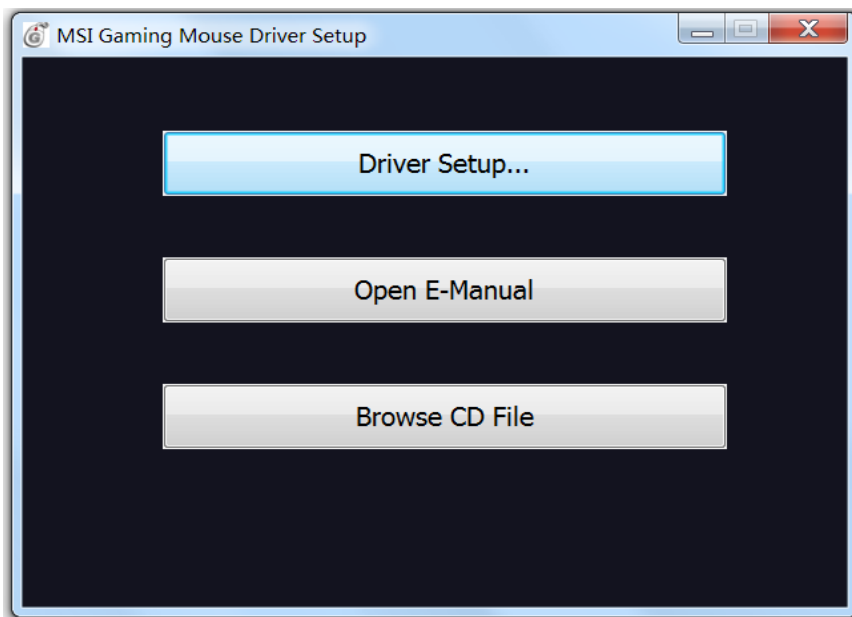 MSI Gaming Mouse Driver Setup
Driver Setup...
Open E-Manual
Browse CD File